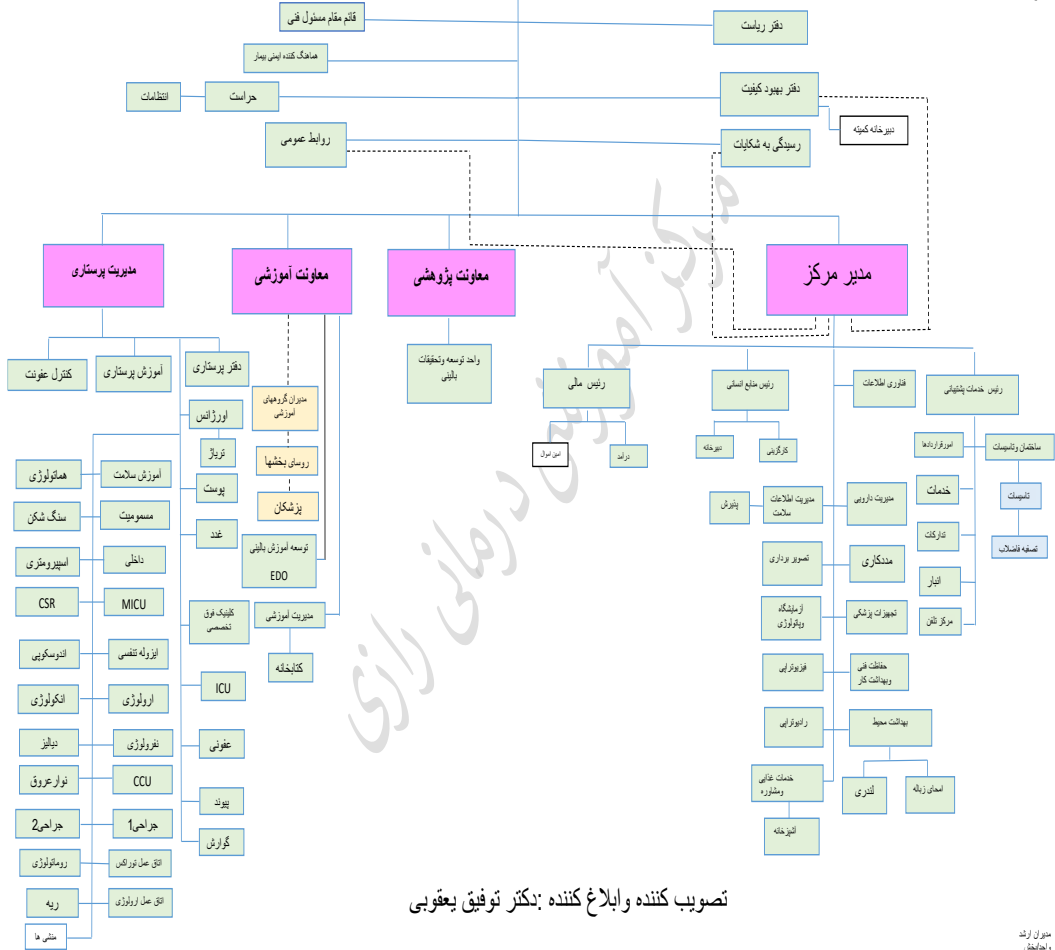 قائم مقام مسئول فنی
دفتر ریاست
هماهنگ کننده ایمنی بیمار
دفتر بهبود کیفیت
حراست
انتظامات
دبیرخانه کمیته
روابط عمومی
رسیدگی به شکایات
مدیر مرکز
معاونت پژوهشی
معاونت آموزشی
مدیریت پرستاری
رئیس خدمات پشتیبانی
فناوری اطلاعات
رئیس منابع انسانی
رئیس مالی
ساختمان وتاسیسات
امورقراردادها
تاسیسات
تصفیه فاضلاب
خدمات
تدارکات
انبار
مرکز تلفن
کارگزینی
دبیرخانه
درآمد
امین اموال
مدیریت دارویی
مدیریت اطلاعات
سلامت
پذیرش
مددکاری
تصویر برداری
تجهیزات پزشکی
آزمایشگاه
وپاتولوژی
حفاظت فنی
وبهداشت کار
فیزیوتراپی
بهداشت محیط
رادیوتراپی
امحای زباله
لندری
خدمات غذایی
ومشاوره
آشپزخانه
واحد توسعه وتحقیقات
بالینی
مدیران گروههای
آموزشی
روسای بخشها
پزشکان
توسعه آموزش بالینی
EDO
مدیریت آموزشی
کتابخانه
دفتر پرستاری
آموزش پرستاری
کنترل عفونت
اورژانس
تریاژ
پوست
غدد
کلینیک فوق
تخصصی
ICU
عفونی
پیوند
گوارش
آموزش سلامت
هماتولوژی
مسمومیت
سنگ شکن
داخلی
اسپیرومتری
MICU
CSR
ایزوله تنفسی
اندوسکوپی
ارولوژی
انکولوژی
نفرولوژی
دیالیز
CCU
نوارعروق
جراحی1
جراحی2
اتاق عمل توراکس
روماتولوژی
اتاق عمل ارولوژی
ریه
منشی ها
مرکز آموزشی درمانی رازی
تصویب کننده وابلاغ کننده :دکتر توفیق یعقوبی
مدیران ارشد